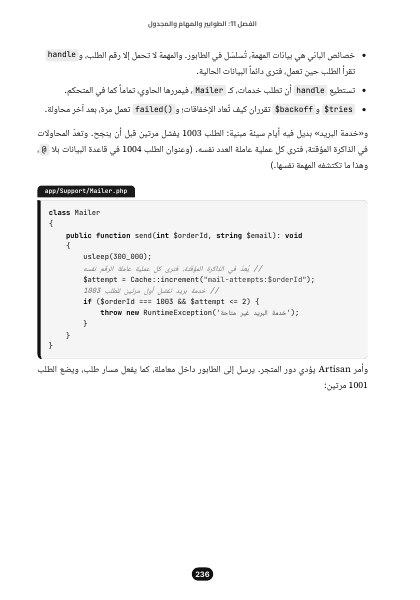 الفصل 11: الطوابير والمهام والجدول
• خصائص الباني هي بيانات المهمة، تُسلسَل في الطابور. والمهمة لا تحمل إلا رقم الطلب، و handle
تقرأ الطلب حين تعمل، فترى دائماً البيانات الحالية.
• تستطيع handle أن تطلب خدمات، كـ Mailer، فيمررها الحاوي، تماماً كما في المتحكم.
• $tries و $backoff تقرران كيف تُعاد الإخفاقات؛ و failed() تعمل مرة، بعد آخر محاولة.
و«خدمة البريد» بديل فيه أيام سيئة مبنية: الطلب 1003 يفشل مرتين قبل أن ينجح. وتعدّ المحاولات
في الذاكرة المؤقتة، فترى كل عملية عاملة العدد نفسه. (وعنوان الطلب 1004 في قاعدة البيانات بلا @،
وهذا ما تكتشفه المهمة نفسها.)
app/Support/Mailer.php
class Mailer
{
public function send(int $orderId, string $email): void
{
usleep(300_000);
// يُعدّ في الذاكرة المؤقتة، فترى كل عملية عاملة الرقم نفسه
$attempt = Cache::increment("mail-attempts:$orderId");
// خدمة بريد تفشل أول مرتين للطلب 1003
if ($orderId === 1003 && $attempt <= 2) {
throw new RuntimeException('خدمة البريد غير متاحة');
}
}
}
وأمر Artisan يؤدي دور المتجر. يرسل إلى الطابور داخل معاملة، كما يفعل مسار طلب، ويضع الطلب
1001 مرتين:
236